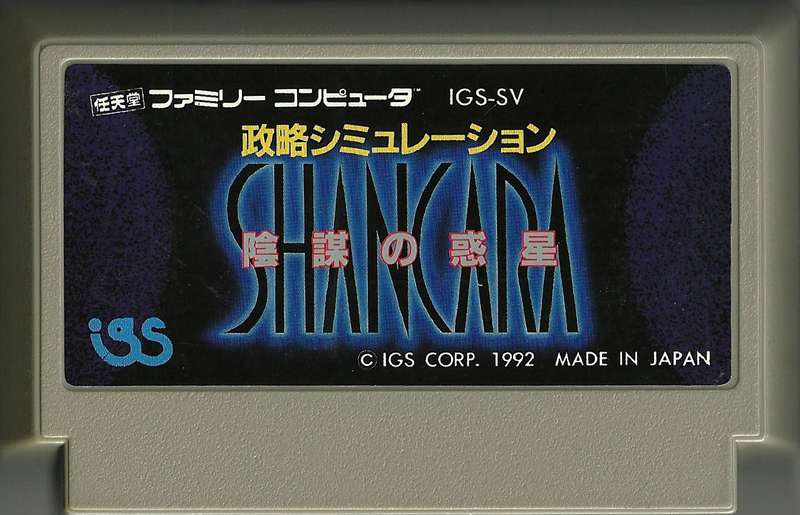 任天堂 ファミリー コンピュータ™ IGS-SV
政略シミュレーション
SHANCARA
陰謀の惑星
igs
© IGS CORP. 1992 MADE IN JAPAN